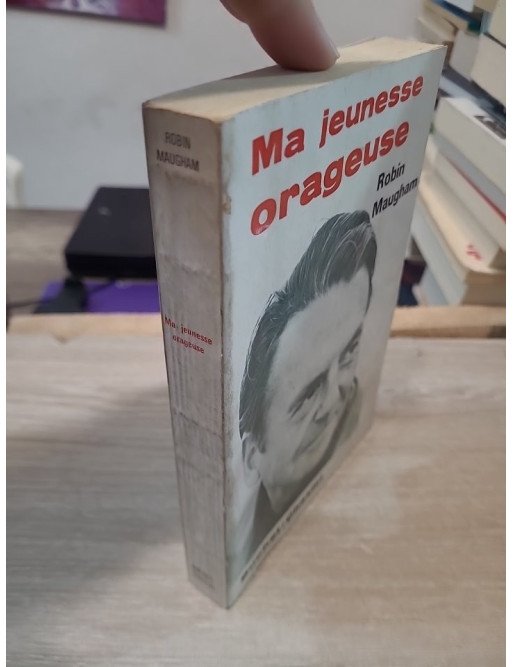 ROBIN
MAUGHAM
Ma jeunesse
orageuse
Ma jeunesse
orageuse
Robin
Maugham